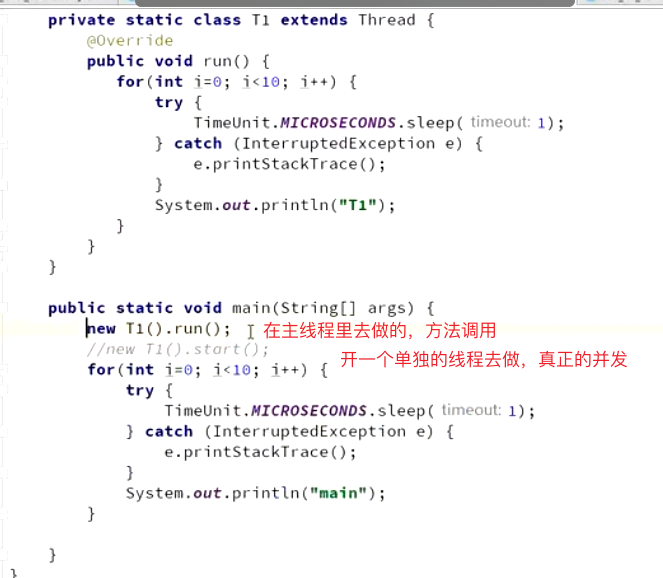 private static class T1 extends Thread {
@Override
public void run() {
for(int i=0; i<10; i++) {
try {
TimeUnit.MICROSECONDS.sleep( timeout: 1);
} catch (InterruptedException e) {
e.printStackTrace();
}
System.out.println("T1");
}
}
}
public static void main(String[] args) {
new T1().run(); 在主线程里去做的，方法调用
//new T1().start();
开一个单独的线程去做，真正的并发
for(int i=0; i<10; i++) {
try {
TimeUnit.MICROSECONDS.sleep( timeout: 1);
} catch (InterruptedException e) {
e.printStackTrace();
}
System.out.println("main");
}
}
}